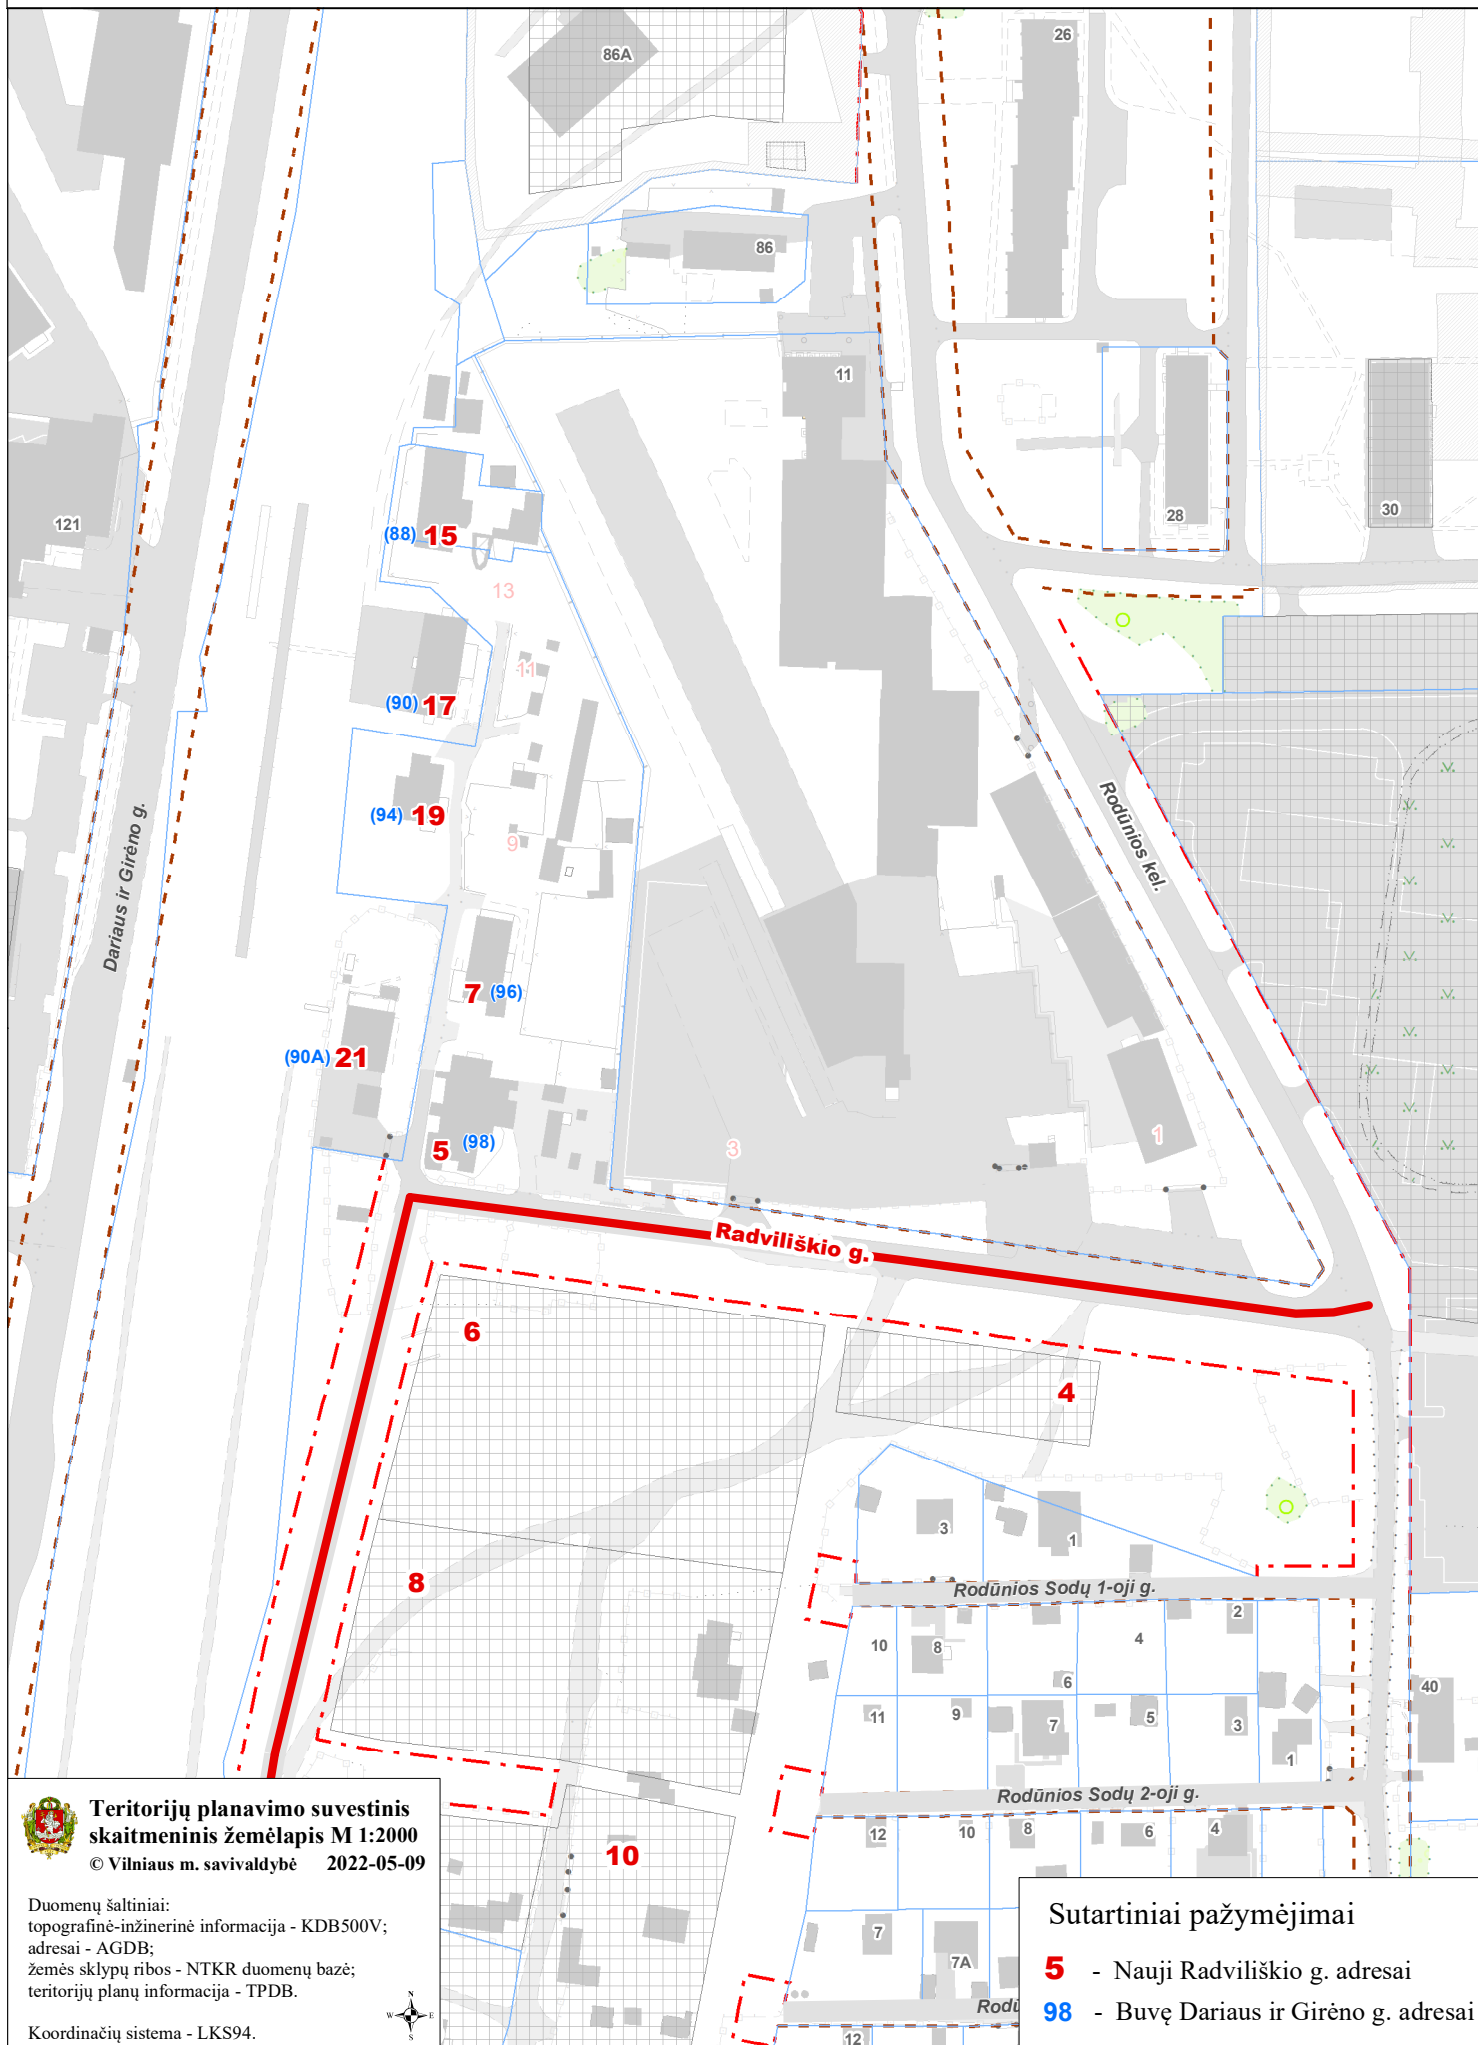 86A
26
86
11
28
30
121
(88) 15
13
11
(90) 17
(94) 19
9
Dariaus ir Girėno g.
Rodūnios kel.
7 (96)
(90A) 21
5 (98)
3
1
Radviliškio g.
6
4
8
3
1
Rodūnios Sodų 1-oji g.
10
8
4
2
6
11
9
7
5
3
1
40
Rodūnios Sodų 2-oji g.
12
10
8
6
4
10
7
7A
Rodū
12
Teritorijų planavimo suvestinis
skaitmeninis žemėlapis M 1:2000
© Vilniaus m. savivaldybė 2022-05-09
Duomenų šaltiniai:
topografinė-inžinerinė informacija - KDB500V;
adresai - AGDB;
žemės sklypų ribos - NTKR duomenų bazė;
teritorijų planų informacija - TPDB.
Koordinačių sistema - LKS94.
N
W E
S
Sutartiniai pažymėjimai
5 - Nauji Radviliškio g. adresai
98 - Buvę Dariaus ir Girėno g. adresai